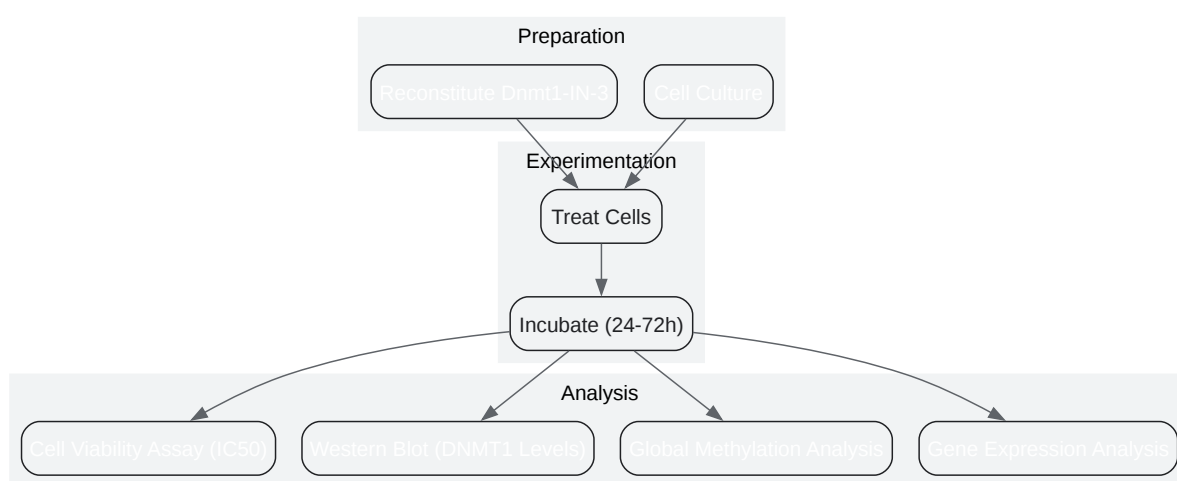 Preparation
Reconstitute Dnmt1-IN-3
Cell Culture
Experimentation
Treat Cells
Incubate (24-72h)
Analysis
Cell Viability Assay (IC50)
Western Blot (DNMT1 Levels)
Global Methylation Analysis
Gene Expression Analysis